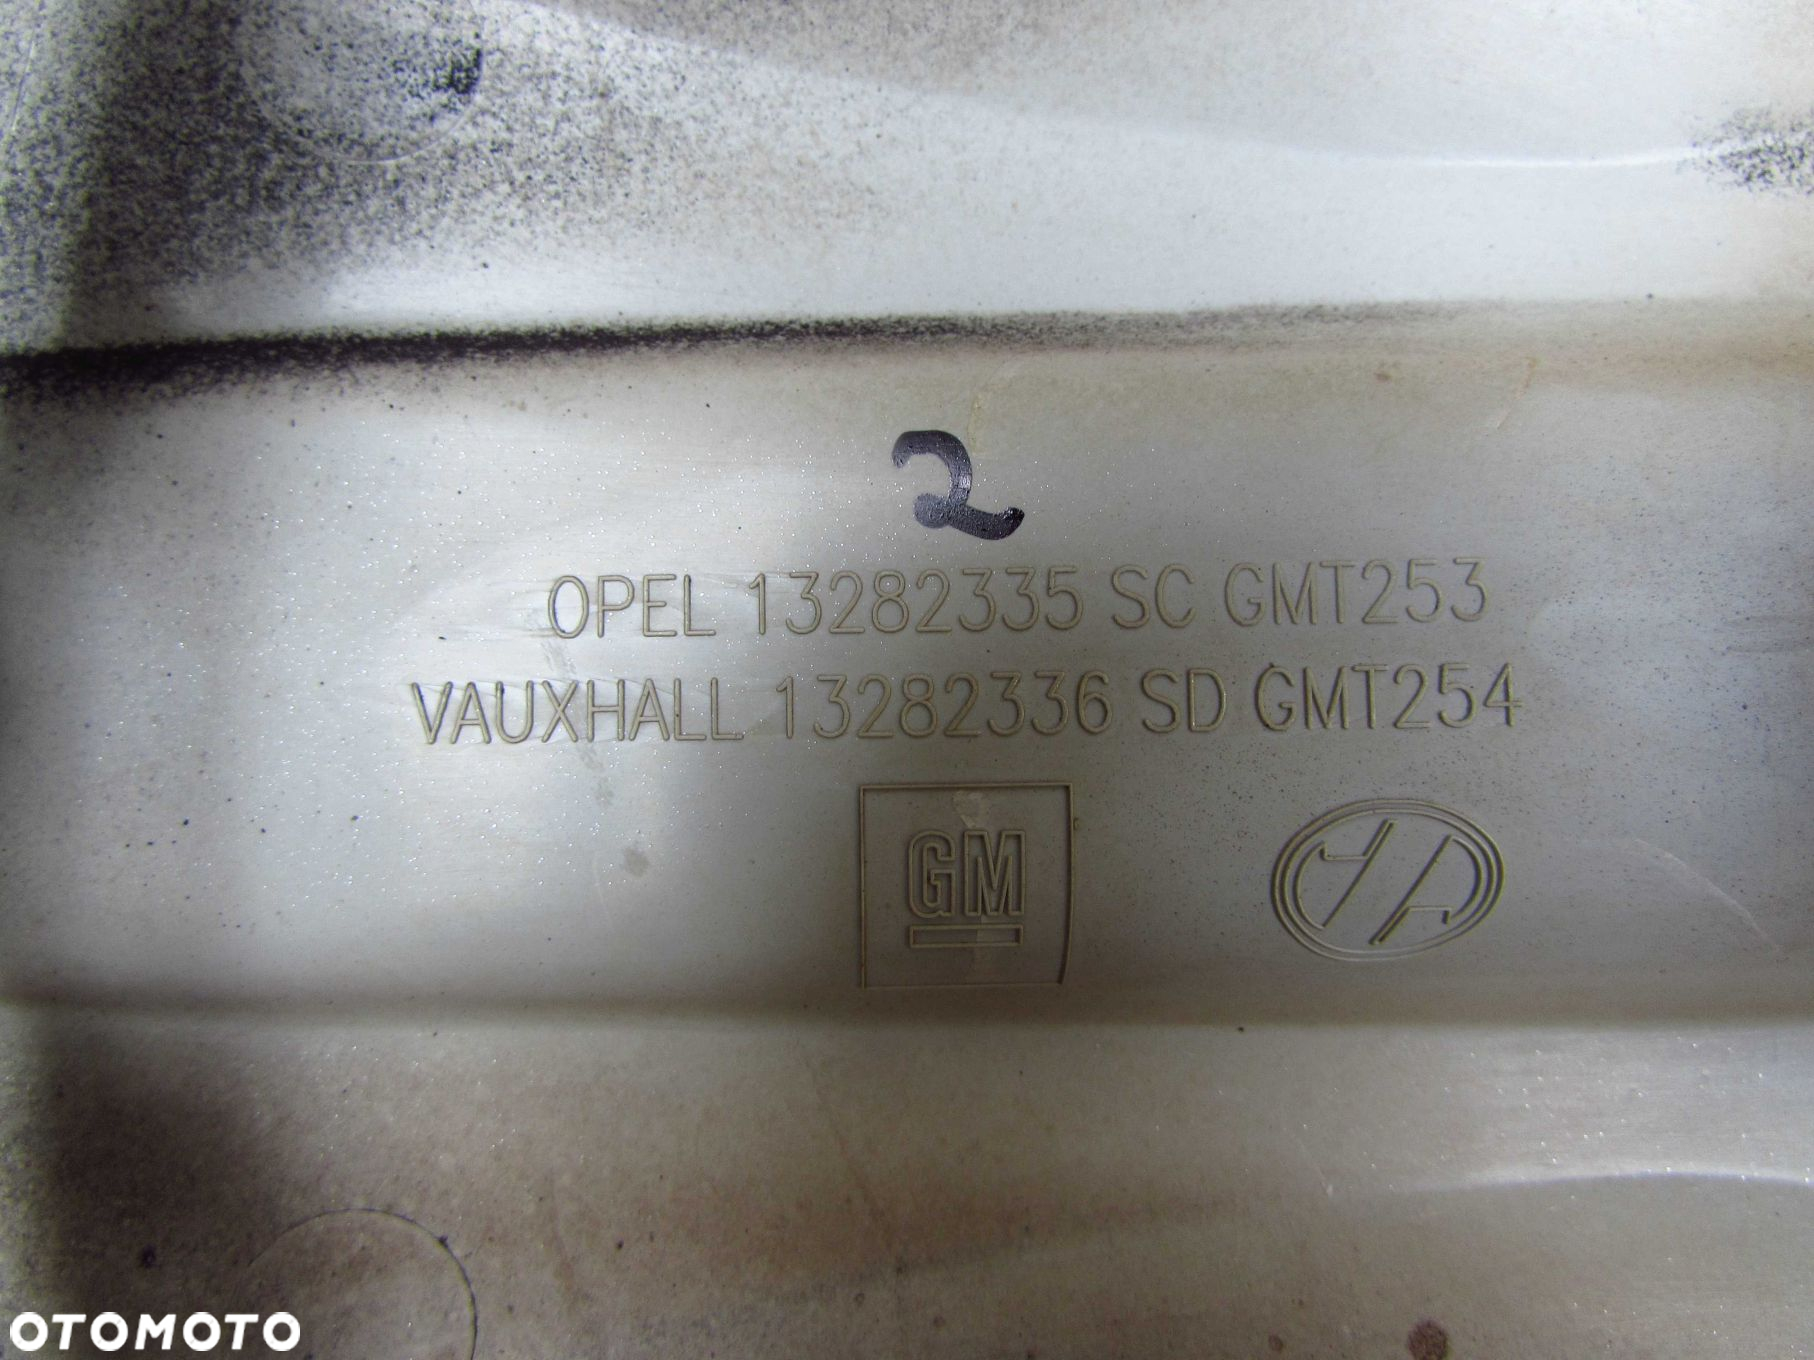 2
OPEL 13282335 SC GMT253
VAUXHALL 13282336 SD GMT254
GM
OTOMOTO